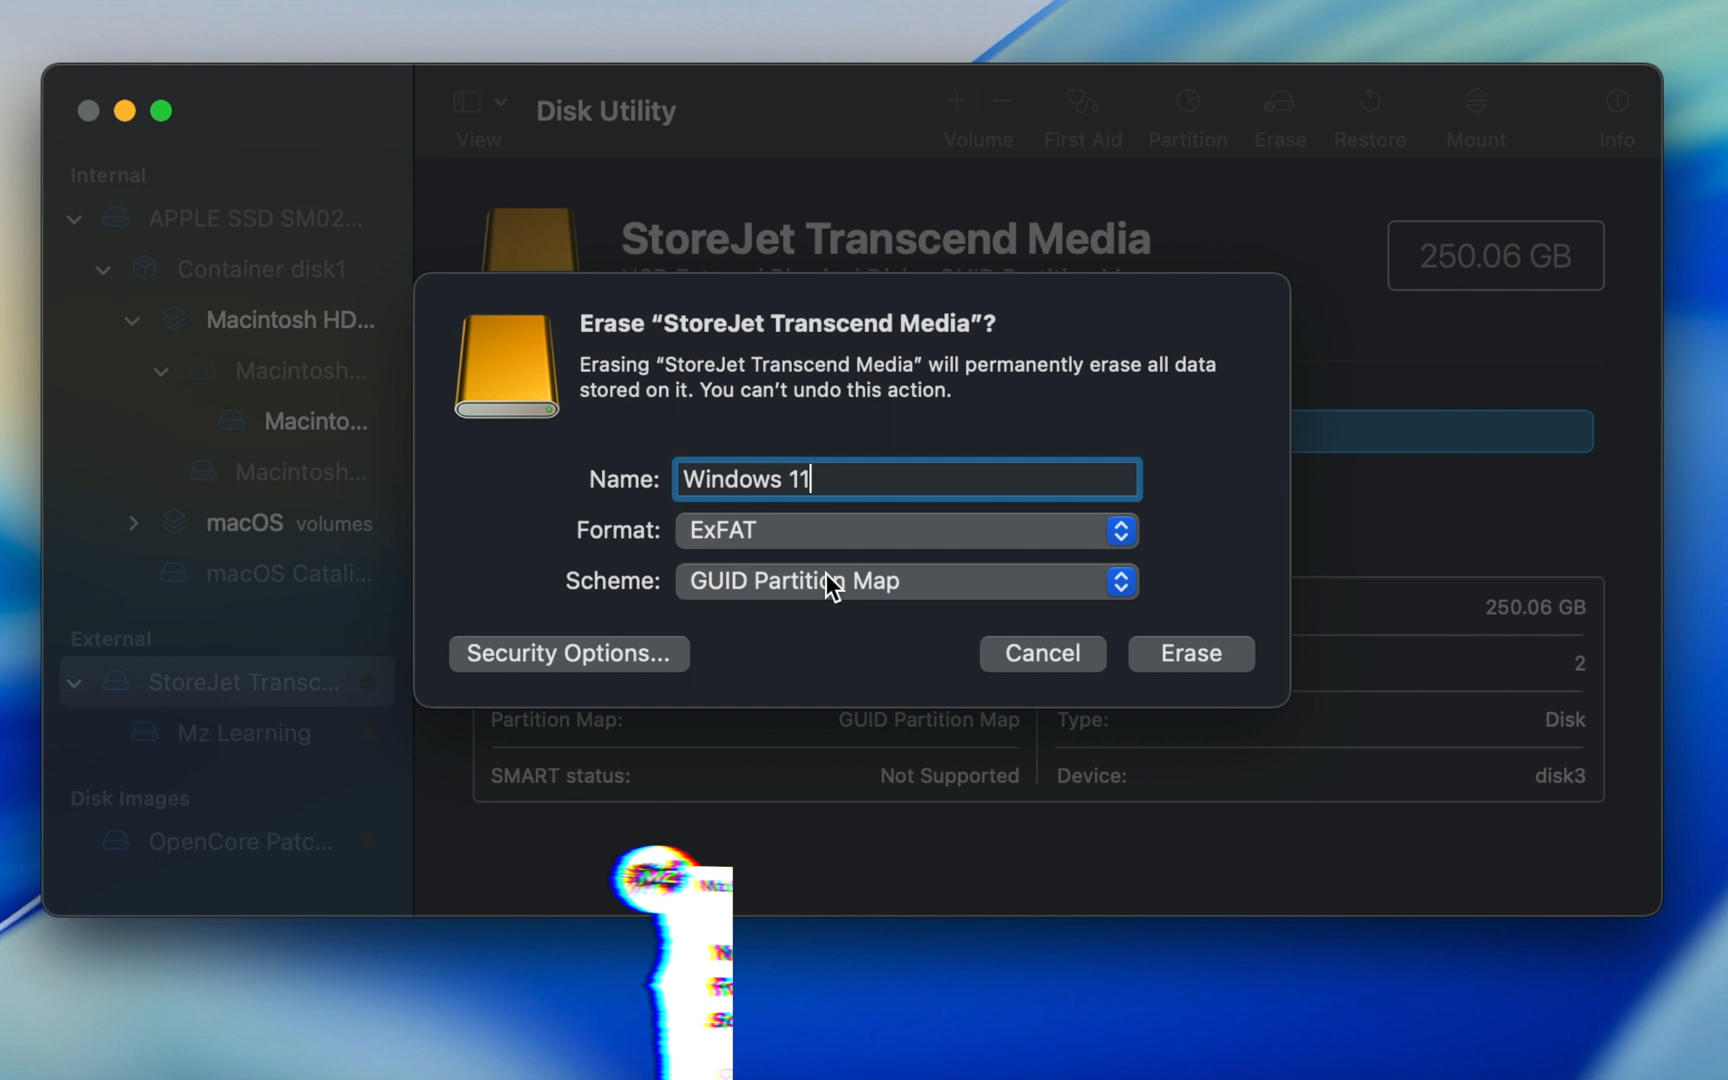 Disk Utility
View
Volume
First Aid
Partition
Erase
Restore
Mount
Info
Internal
APPLE SSD SM02...
Container disk1
Macintosh HD...
Macintosh...
Macinto...
Macintosh...
macOS volumes
macOS Catali...
External
StoreJet Transc...
Mz Learning
Disk Images
OpenCore Patc...
StoreJet Transcend Media
250.06 GB
Erase “StoreJet Transcend Media”?
Erasing “StoreJet Transcend Media” will permanently erase all data
stored on it. You can’t undo this action.
Name: Windows 11
Format: ExFAT
Scheme: GUID Partition Map
Security Options...
Cancel
Erase
250.06 GB
2
Partition Map: GUID Partition Map
Type: Disk
SMART status: Not Supported
Device: disk3